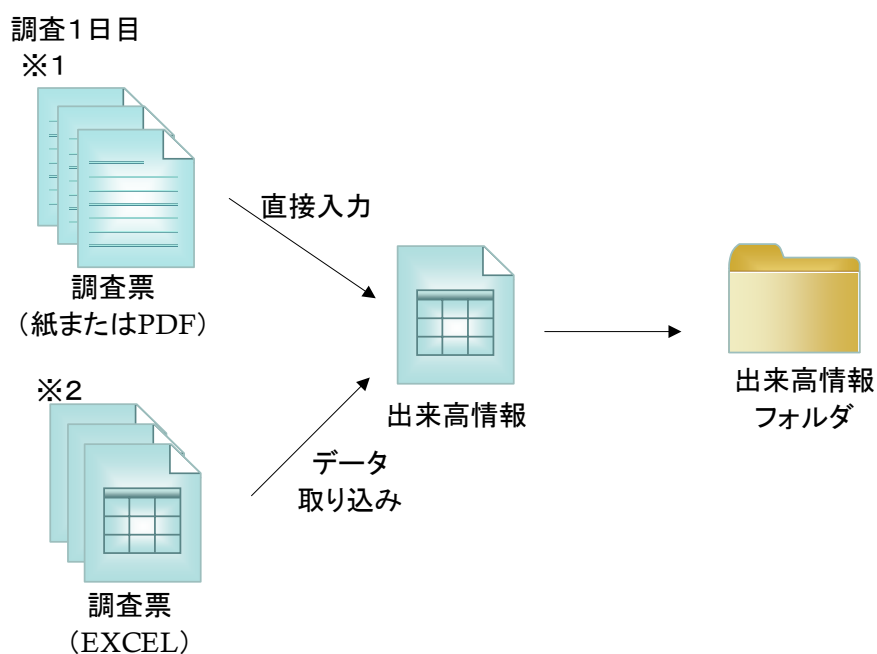 調査１日目
※１
直接入力
調査票
（紙またはPDF）
※２
出来高情報
出来高情報
フォルダ
データ
取り込み
調査票
（EXCEL）